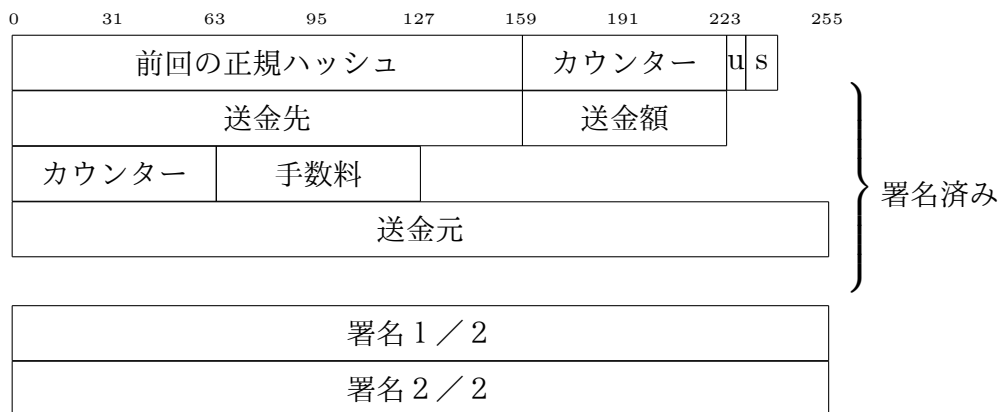 0 31 63 95 127 159 191 223 255
前回の正規ハッシュ カウンター u s
送金先 送金額
カウンター 手数料
送金元
署名済み
署名１／２
署名２／２